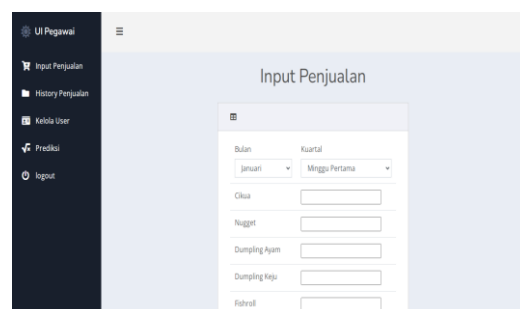 UI Pegawai
Input Penjualan
History Penjualan
Kelola User
Prediksi
logout
Input Penjualan
Bulan Kuartal
Januari Minggu Pertama
Cikua
Nugget
Dumpling Ayam
Dumpling Keju
Fishroll